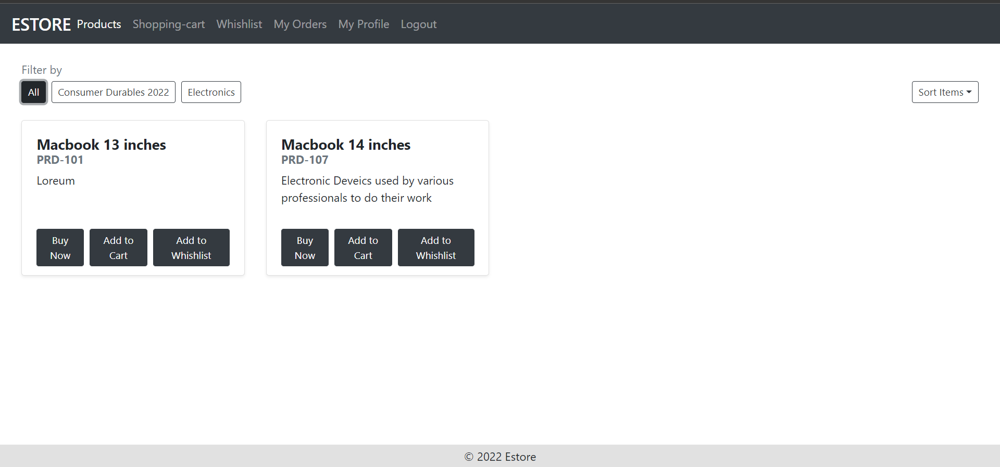 ESTORE Products Shopping-cart Whishlist My Orders My Profile Logout
Filter by
All Consumer Durables 2022 Electronics Sort Items
Macbook 13 inches
PRD-101
Loreum
Buy Now Add to Cart Add to Whishlist
Macbook 14 inches
PRD-107
Electronic Deveics used by various
professionals to do their work
Buy Now Add to Cart Add to Whishlist
© 2022 Estore